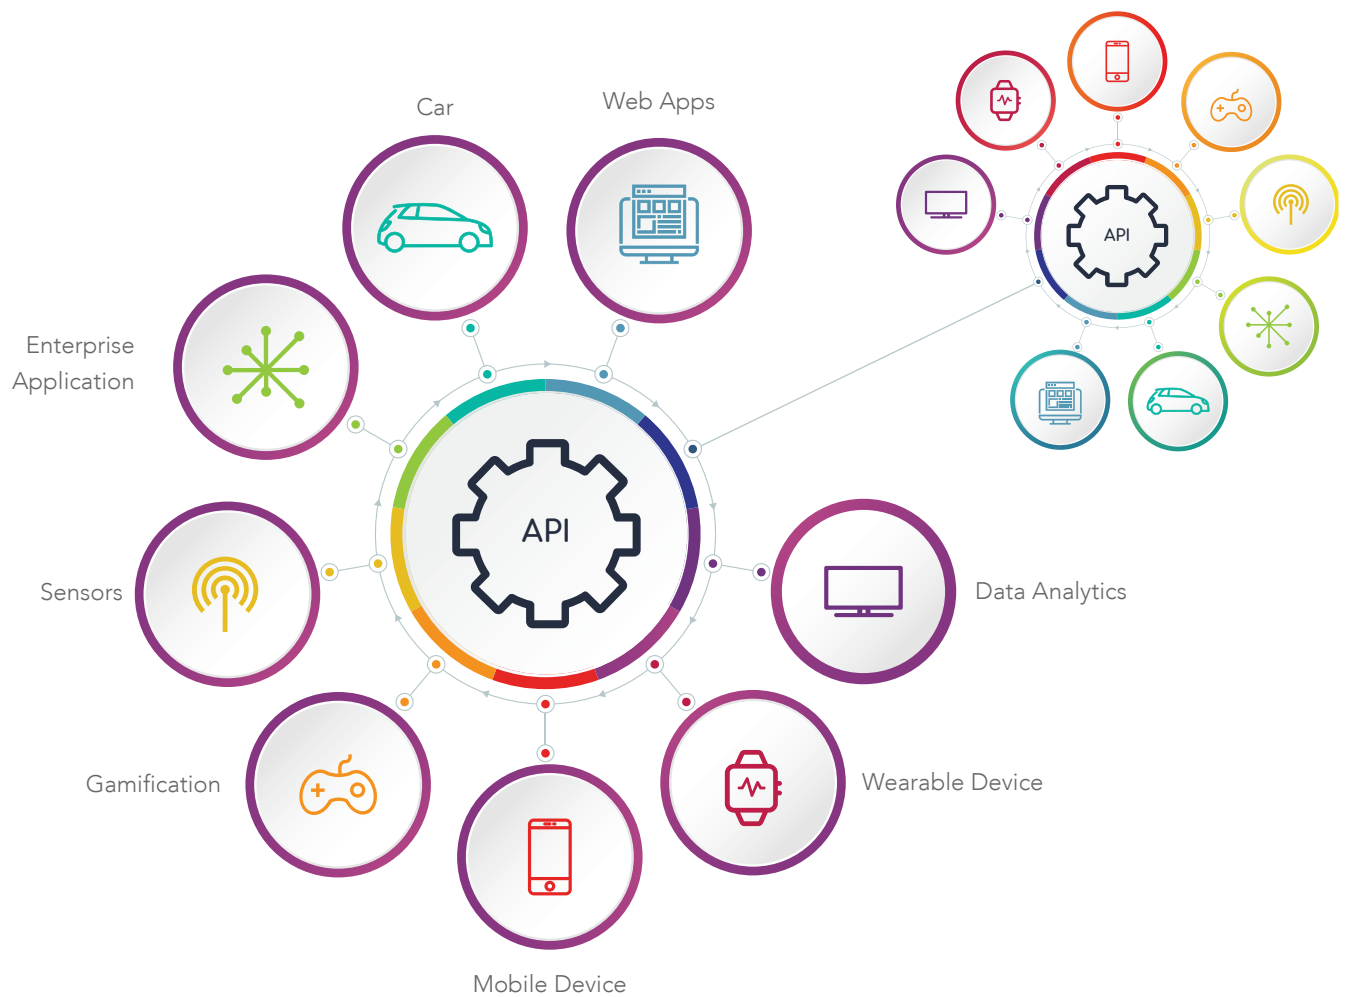 Car
Web Apps
API
Enterprise
Application
API
Sensors
Data Analytics
Gamification
Wearable Device
Mobile Device